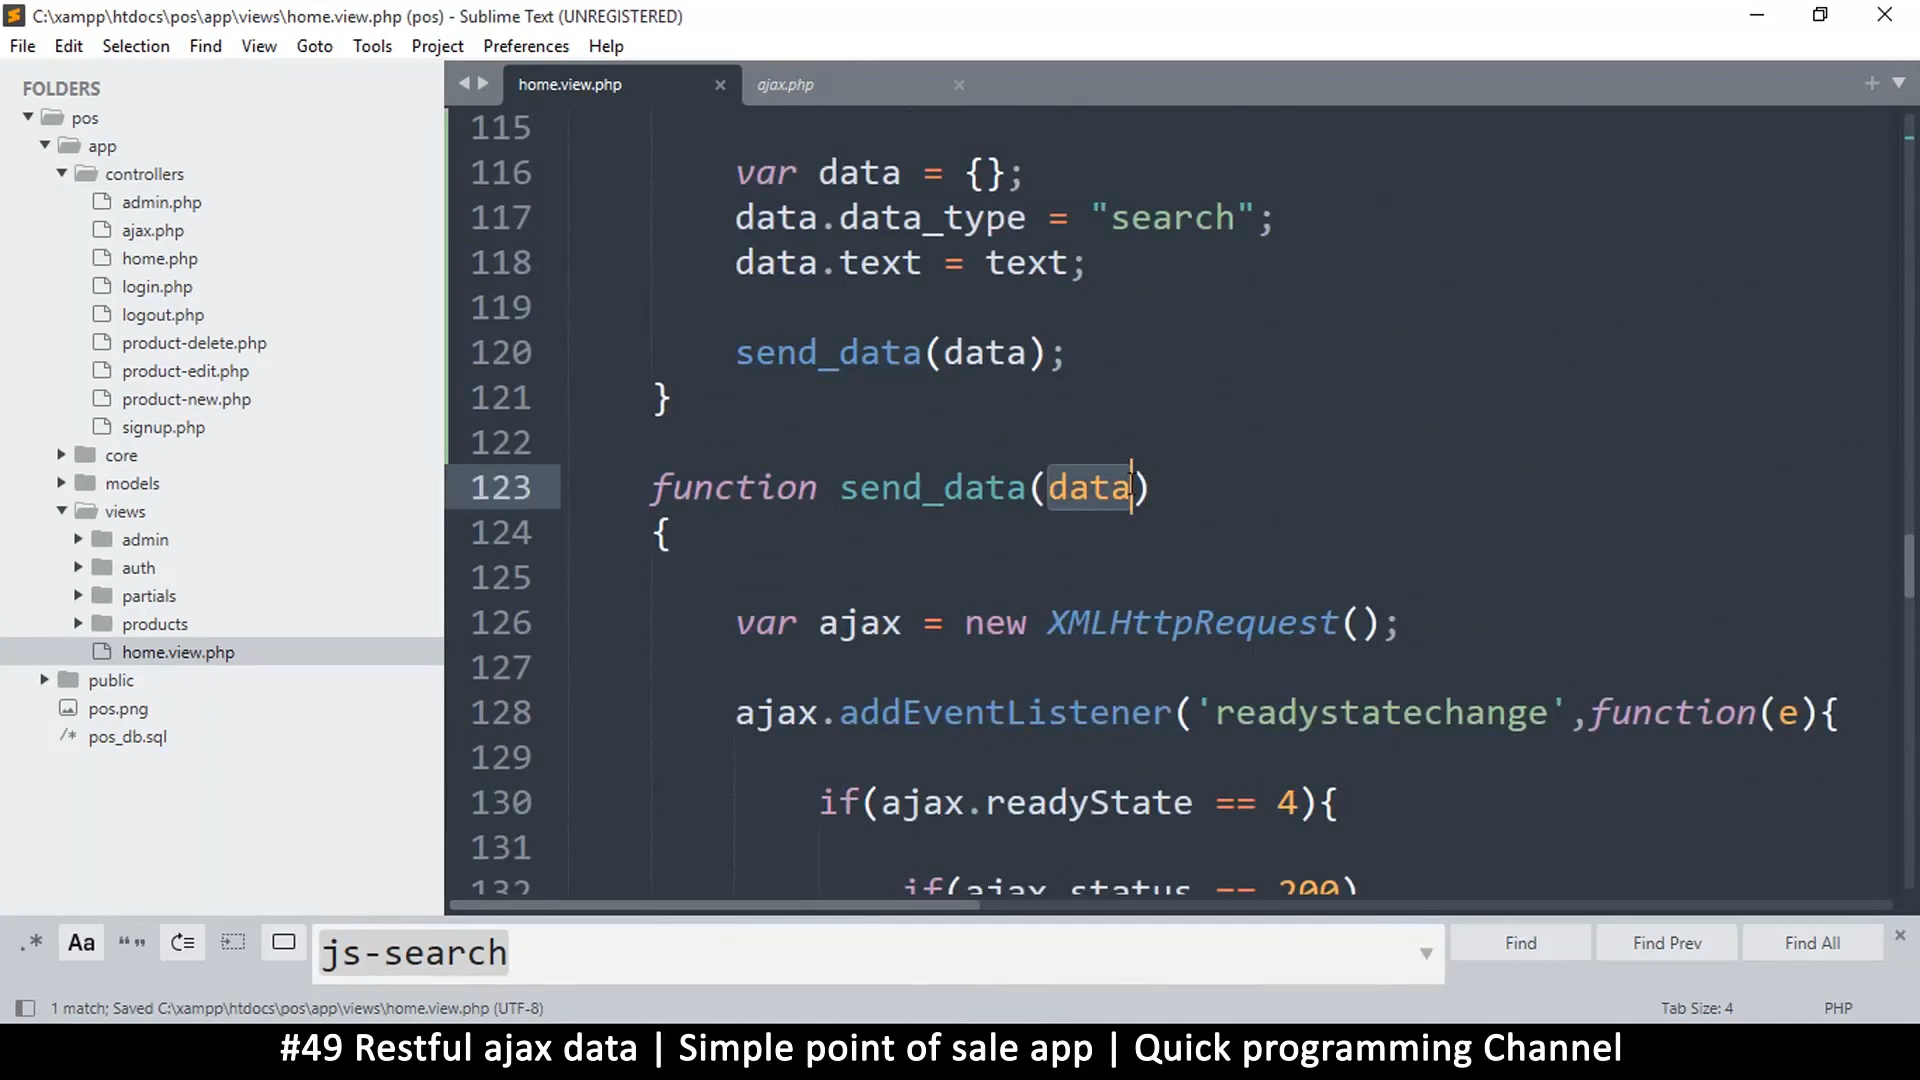 C:\xampp\htdocs\pos\app\views\home.view.php (pos) - Sublime Text (UNREGISTERED)
File Edit Selection Find View Goto Tools Project Preferences Help
FOLDERS
pos
app
controllers
admin.php
ajax.php
home.php
login.php
logout.php
product-delete.php
product-edit.php
product-new.php
signup.php
core
models
views
admin
auth
partials
products
home.view.php
public
pos.png
/* pos_db.sql
home.view.php ajax.php
115
116 var data = {};
117 data.data_type = "search";
118 data.text = text;
119
120 send_data(data);
121 }
122
123 function send_data(data)
124 {
125
126 var ajax = new XMLHttpRequest();
127
128 ajax.addEventListener('readystatechange',function(e){
129
130 if(ajax.readyState == 4){
131
132 if(ajax.status == 200)
.* Aa “” js-search Find Find Prev Find All
1 match; Saved C:\xampp\htdocs\pos\app\views\home.view.php (UTF-8) Tab Size: 4 PHP
#49 Restful ajax data | Simple point of sale app | Quick programming Channel